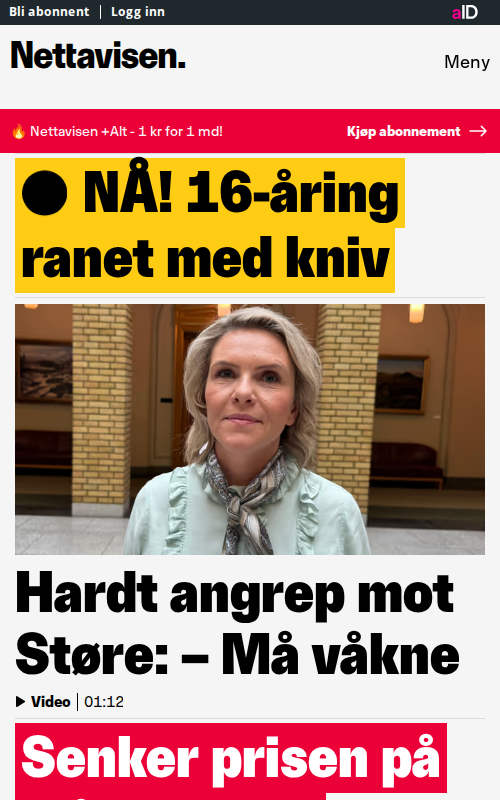 Bli abonnent
Logg inn
aID
Nettavisen.
Meny
🔥 Nettavisen +Alt - 1 kr for 1 md!
Kjøp abonnement →
● NÅ! 16-åring
ranet med kniv
Hardt angrep mot
Støre: – Må våkne
Video | 01:12
Senker prisen på